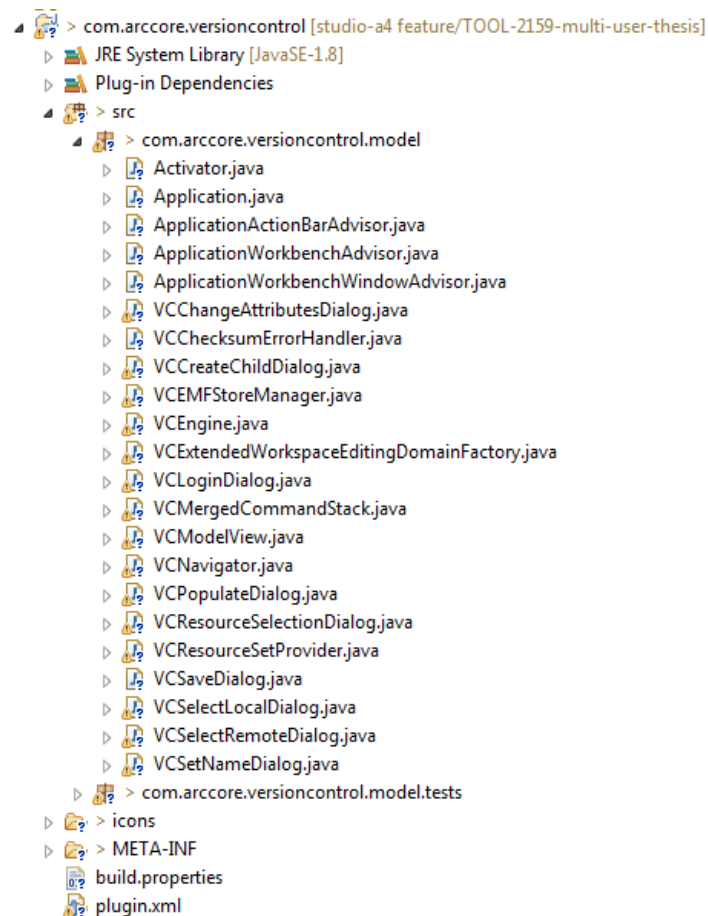 > com.arccore.versioncontrol [studio-a4 feature/TOOL-2159-multi-user-thesis]
JRE System Library [JavaSE-1.8]
Plug-in Dependencies
> src
> com.arccore.versioncontrol.model
Activator.java
Application.java
ApplicationActionBarAdvisor.java
ApplicationWorkbenchAdvisor.java
ApplicationWorkbenchWindowAdvisor.java
VCChangeAttributesDialog.java
VCChecksumErrorHandler.java
VCCreateChildDialog.java
VCEMFStoreManager.java
VCEngine.java
VCExtendedWorkspaceEditingDomainFactory.java
VCLoginDialog.java
VCMergedCommandStack.java
VCModelView.java
VCNavigator.java
VCPopulateDialog.java
VCResourceSelectionDialog.java
VCResourceSetProvider.java
VCSaveDialog.java
VCSelectLocalDialog.java
VCSelectRemoteDialog.java
VCSetNameDialog.java
> com.arccore.versioncontrol.model.tests
> icons
> META-INF
build.properties
plugin.xml